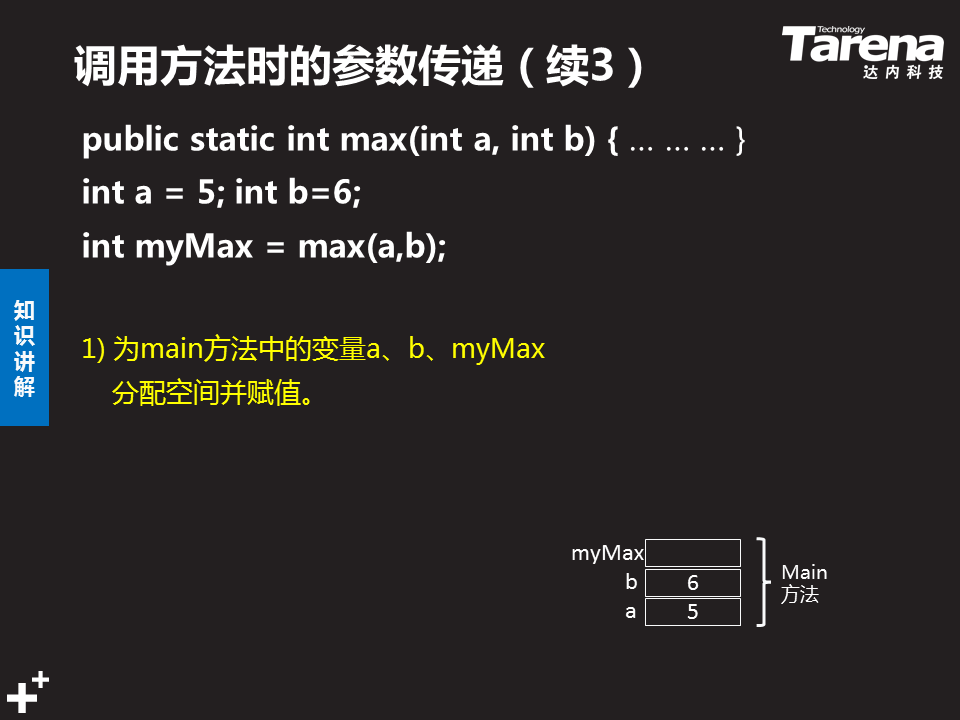 调用方法时的参数传递（续3）
Technology
Tarena
达内科技
public static int max(int a, int b) { … … … }
int a = 5; int b=6;
int myMax = max(a,b);
知识讲解
1) 为main方法中的变量a、b、myMax
分配空间并赋值。
myMax
b 6
a 5
Main
方法